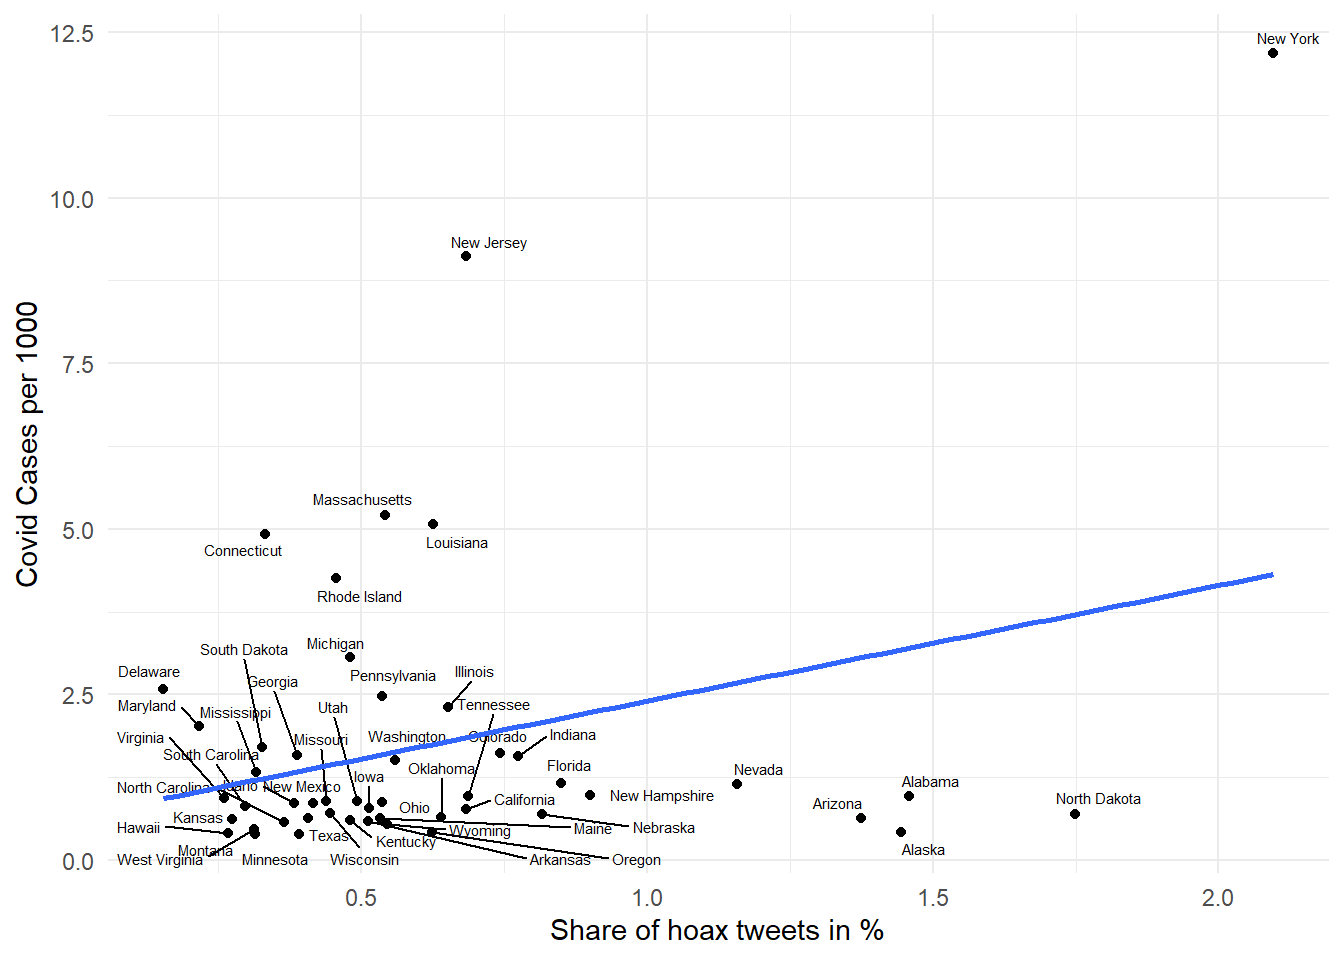 12.5
New York
10.0
New Jersey
7.5
Covid Cases per 1000
5.0
Massachusetts
Louisiana
Connecticut
Rhode Island
Michigan
South Dakota
Delaware
Pennsylvania
Illinois
Georgia
2.5
Maryland
Mississippi
Utah
Tennessee
Virginia
Missouri
Washington
Colorado
Indiana
South Carolina
Iowa
Oklahoma
Florida
Nevada
North Carolina
Idaho
New Mexico
Ohio
California
New Hampshire
Alabama
Arizona
North Dakota
Kansas
Hawaii
Texas
Kentucky
Wyoming
Maine
Nebraska
Montana
West Virginia
Minnesota
Wisconsin
Arkansas
Oregon
Alaska
0.0
0.5
1.0
1.5
2.0
Share of hoax tweets in %